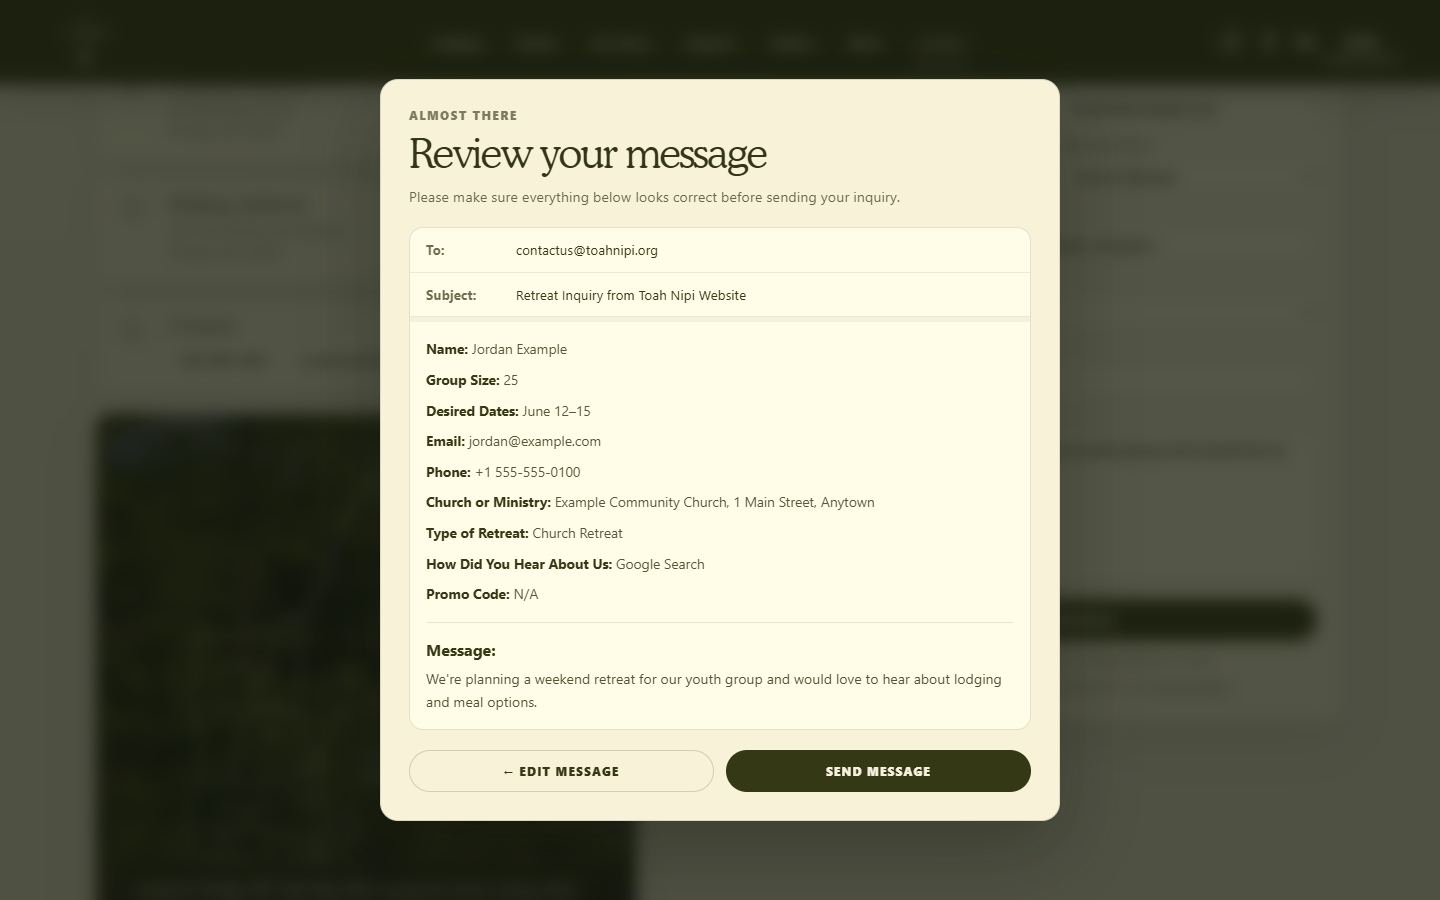 ALMOST THERE
Review your message
Please make sure everything below looks correct before sending your inquiry.
To: contactus@toahnipi.org
Subject: Retreat Inquiry from Toah Nipi Website
Name: Jordan Example
Group Size: 25
Desired Dates: June 12–15
Email: jordan@example.com
Phone: +1 555-555-0100
Church or Ministry: Example Community Church, 1 Main Street, Anytown
Type of Retreat: Church Retreat
How Did You Hear About Us: Google Search
Promo Code: N/A
Message:
We're planning a weekend retreat for our youth group and would love to hear about lodging
and meal options.
← EDIT MESSAGE
SEND MESSAGE